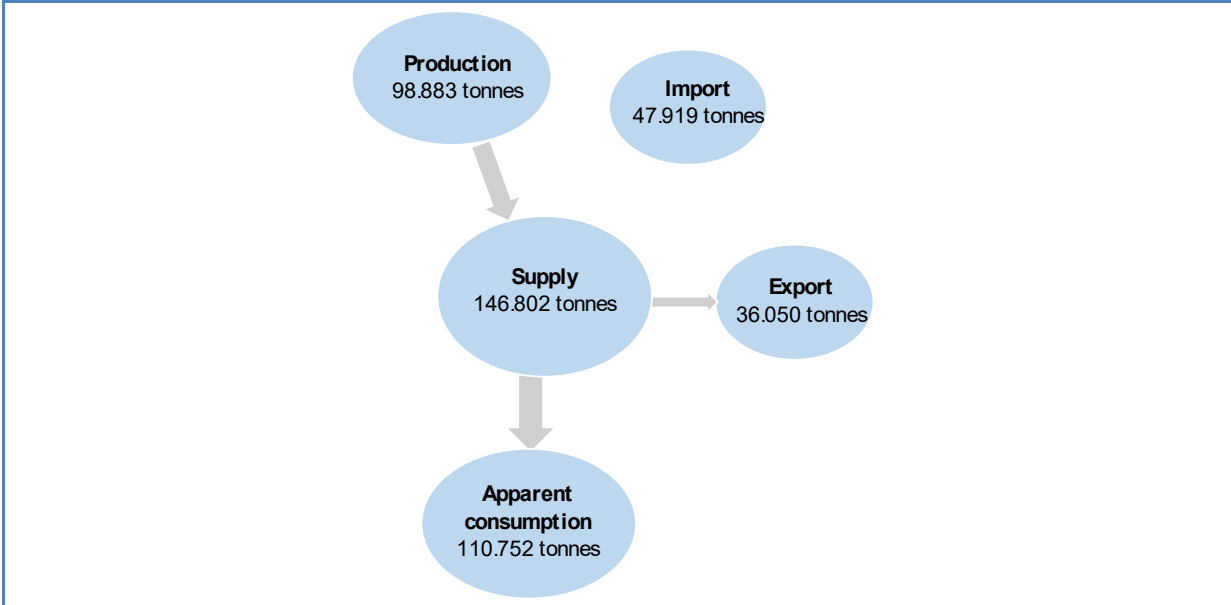 Production
98.883 tonnes
Import
47.919 tonnes
Supply
146.802 tonnes
Export
36.050 tonnes
Apparent
consumption
110.752 tonnes